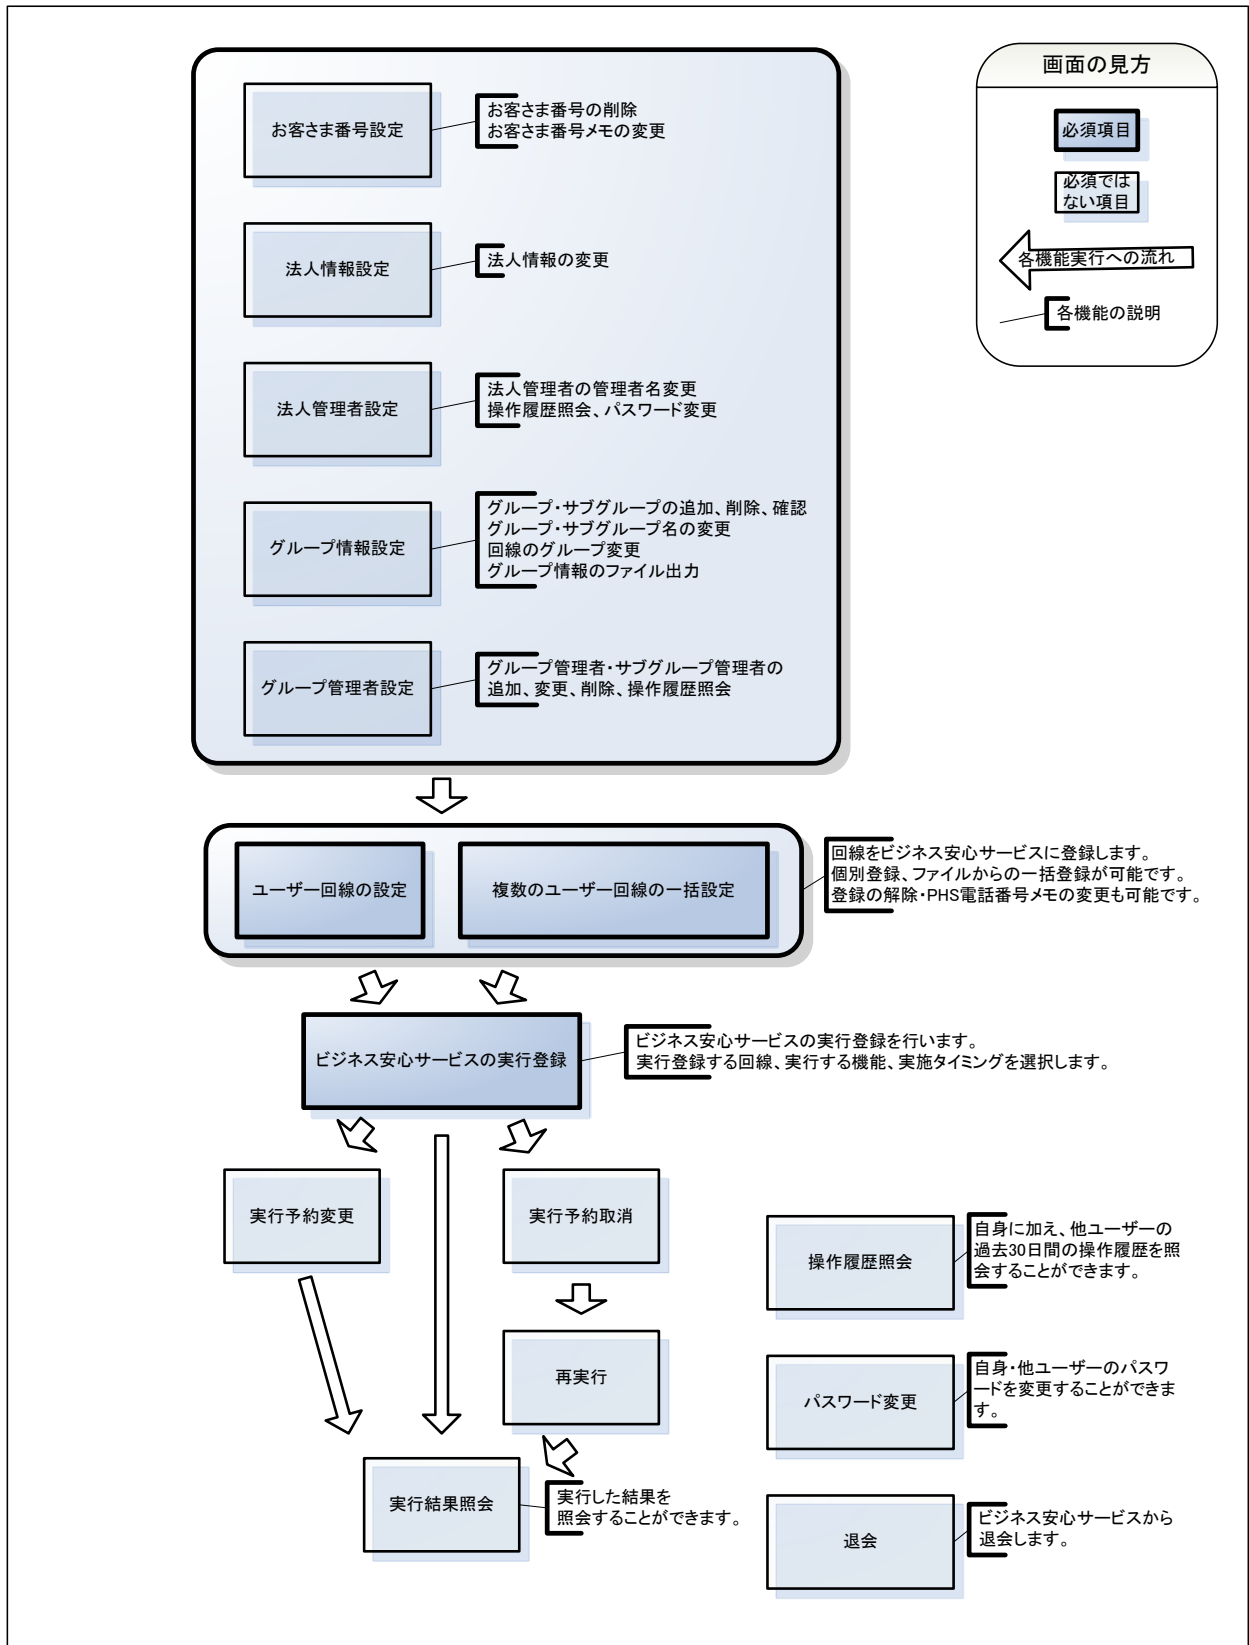 画面の見方
必須項目
必須では
ない項目
各機能実行への流れ
各機能の説明
お客さま番号設定
お客さま番号の削除
お客さま番号メモの変更
法人情報設定
法人情報の変更
法人管理者設定
法人管理者の管理者名変更
操作履歴照会、パスワード変更
グループ情報設定
グループ・サブグループの追加、削除、確認
グループ・サブグループ名の変更
回線のグループ変更
グループ情報のファイル出力
グループ管理者設定
グループ管理者・サブグループ管理者の
追加、変更、削除、操作履歴照会
ユーザー回線の設定
複数のユーザー回線の一括設定
回線をビジネス安心サービスに登録します。
個別登録、ファイルからの一括登録が可能です。
登録の解除・PHS電話番号メモの変更も可能です。
ビジネス安心サービスの実行登録
ビジネス安心サービスの実行登録を行います。
実行登録する回線、実行する機能、実施タイミングを選択します。
実行予約変更
実行予約取消
再実行
実行結果照会
実行した結果を
照会することができます。
操作履歴照会
自身に加え、他ユーザーの
過去30日間の操作履歴を照
会することができます。
パスワード変更
自身・他ユーザーのパスワ
ードを変更することができま
す。
退会
ビジネス安心サービスから
退会します。